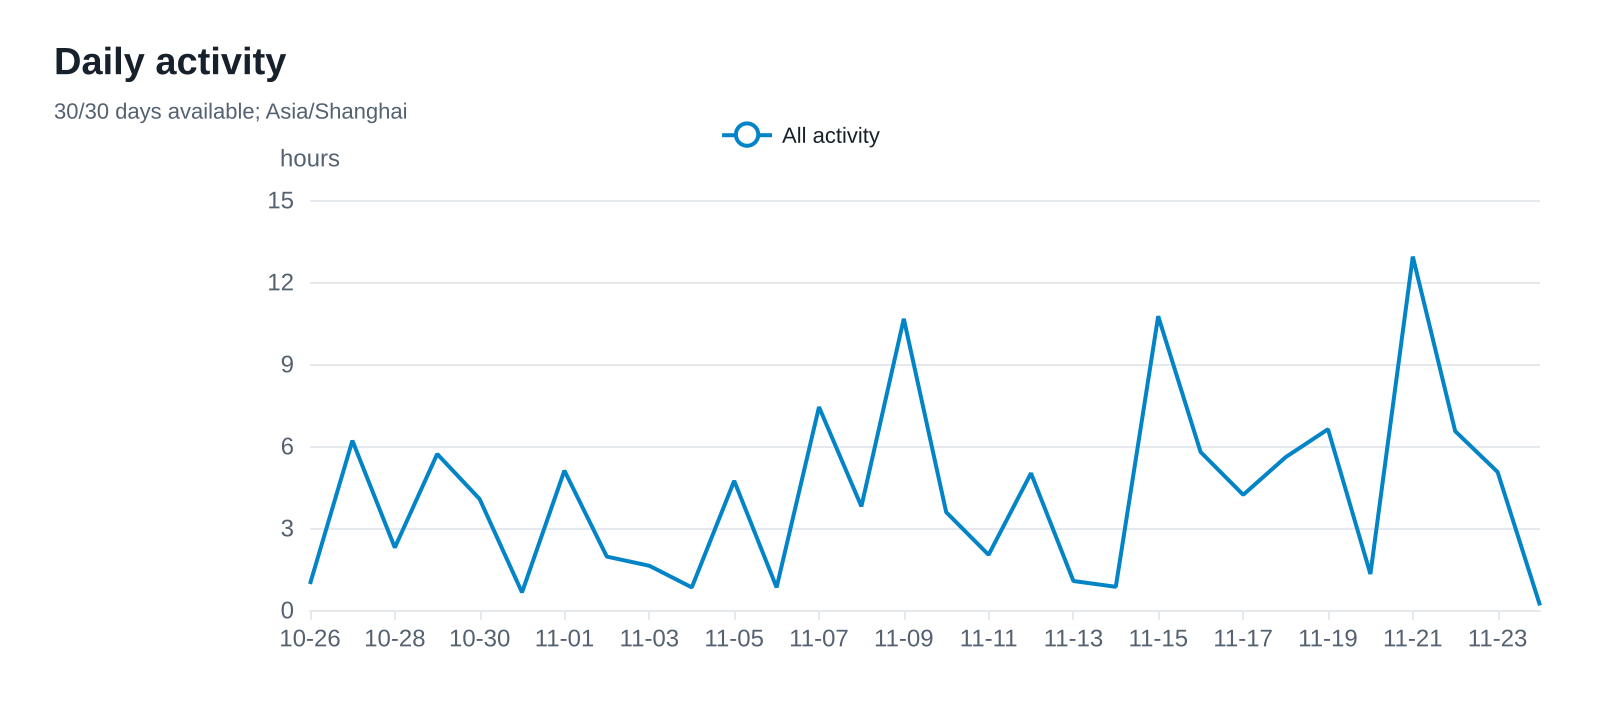 Daily activity
30/30 days available; Asia/Shanghai
All activity
hours
15
12
9
6
3
0
10-26 10-28 10-30 11-01 11-03 11-05 11-07 11-09 11-11 11-13 11-15 11-17 11-19 11-21 11-23